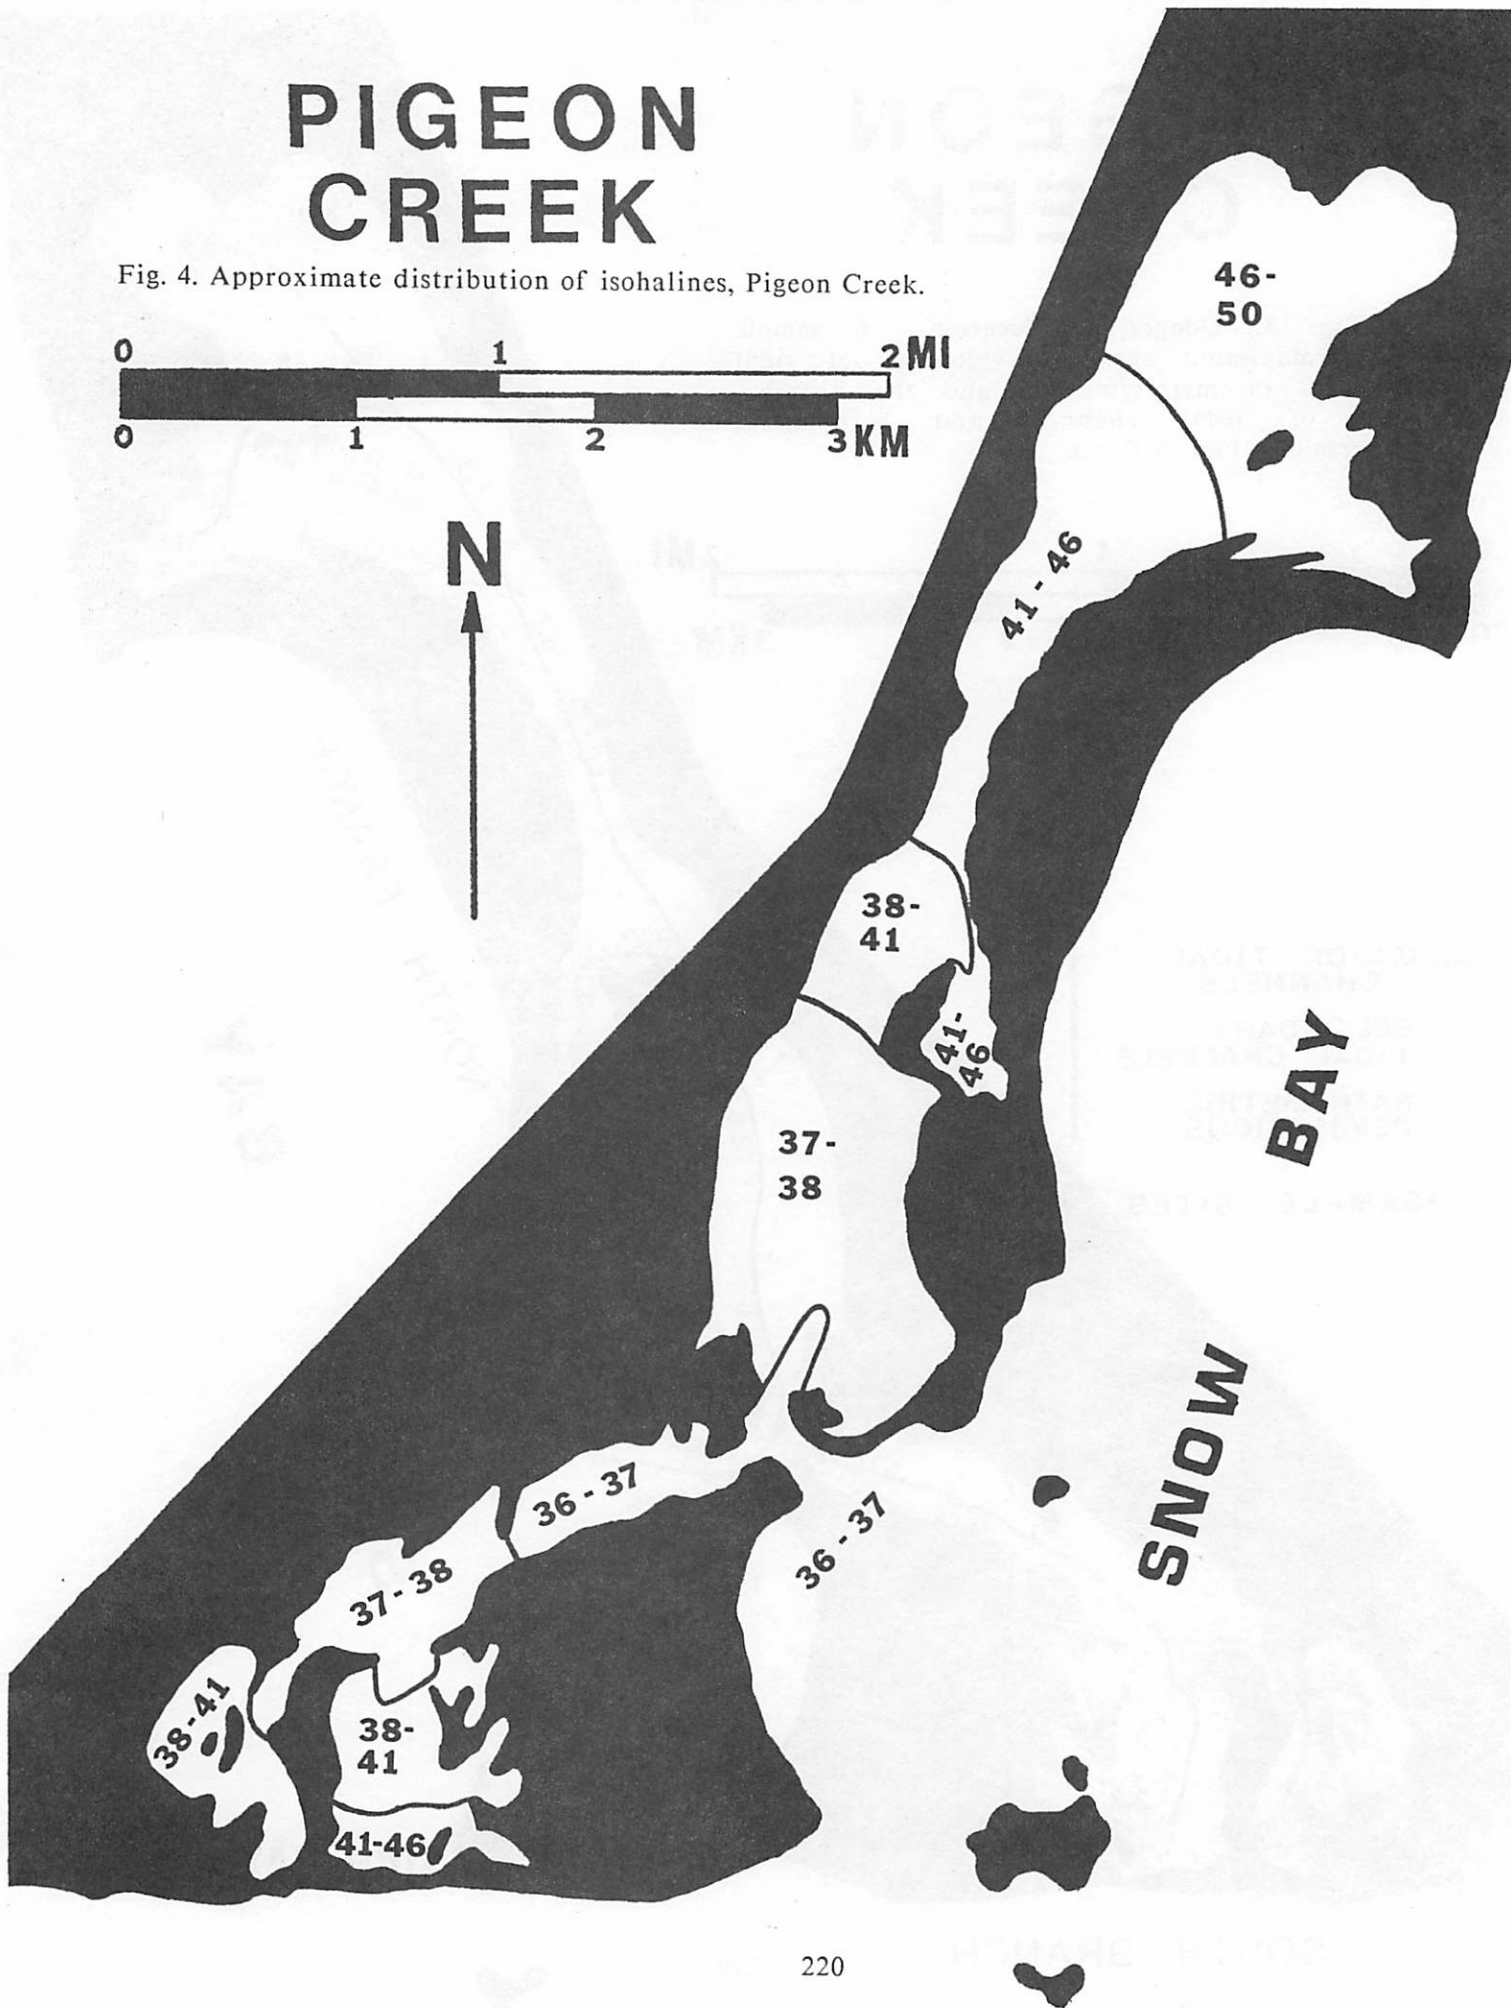 PIGEON
CREEK
Fig. 4. Approximate distribution of isohalines, Pigeon Creek.
0 1 2 MI
0 1 2 3 KM
N
46-
50
41-46
38-
41
41-
46
37-
38
BAY
SNOW
36-37
36-37
37-38
38-41
38-
41
41-46
220